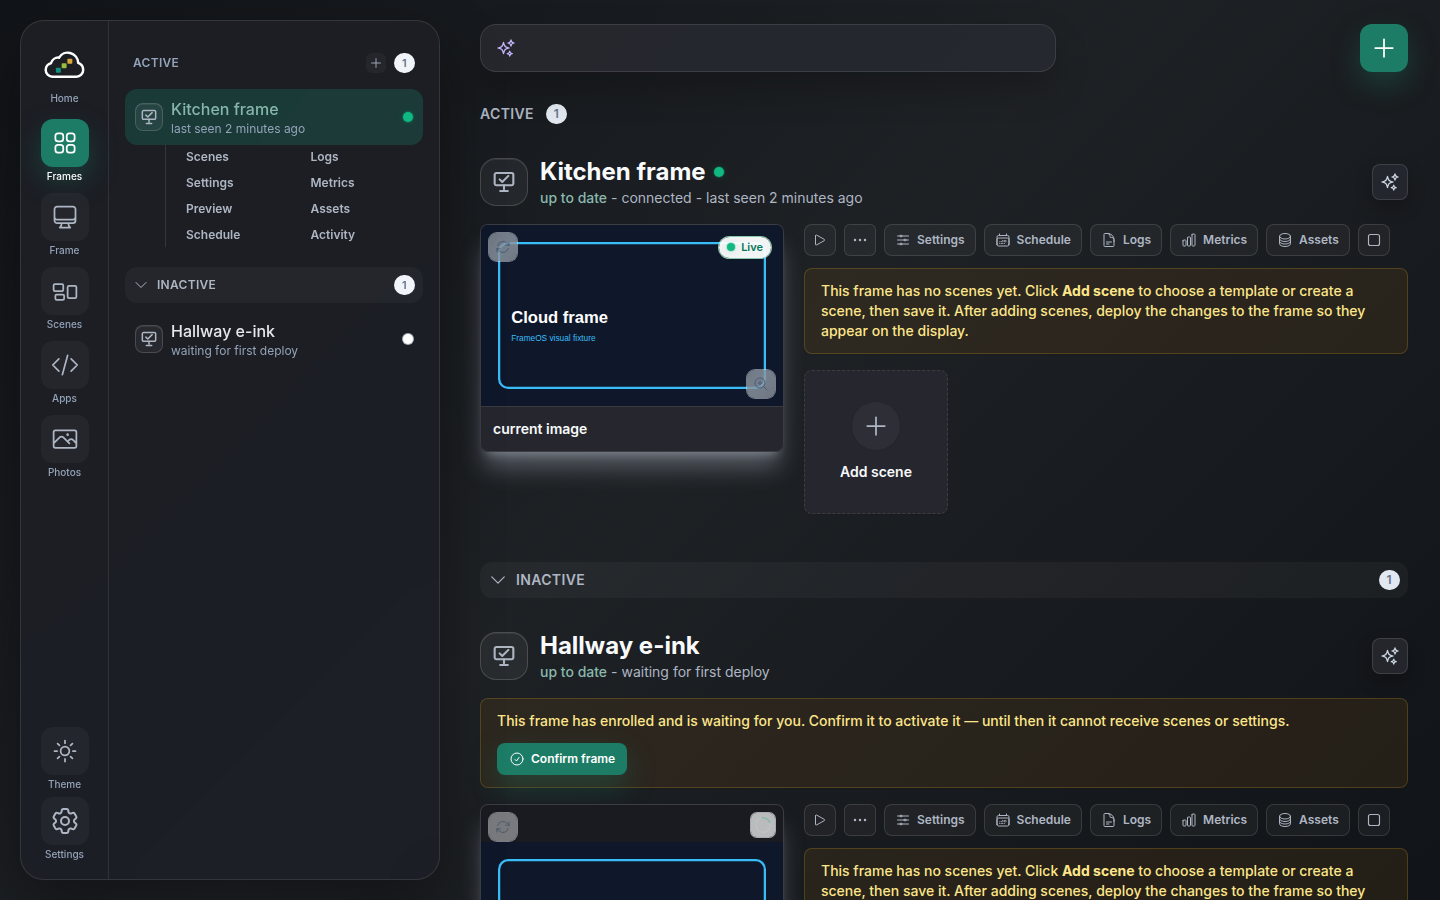 Home
Frames
Frame
Scenes
Apps
Photos
Theme
Settings
ACTIVE
1
Kitchen frame
last seen 2 minutes ago
Scenes
Logs
Settings
Metrics
Preview
Assets
Schedule
Activity
INACTIVE
1
Hallway e-ink
waiting for first deploy
ACTIVE
1
Kitchen frame
up to date - connected - last seen 2 minutes ago
Live
Cloud frame
FrameOS visual fixture
current image
Settings
Schedule
Logs
Metrics
Assets
This frame has no scenes yet. Click Add scene to choose a template or create a
scene, then save it. After adding scenes, deploy the changes to the frame so they
appear on the display.
Add scene
INACTIVE
1
Hallway e-ink
up to date - waiting for first deploy
This frame has enrolled and is waiting for you. Confirm it to activate it — until then it cannot receive scenes or settings.
Confirm frame
Settings
Schedule
Logs
Metrics
Assets
This frame has no scenes yet. Click Add scene to choose a template or create a
scene, then save it. After adding scenes, deploy the changes to the frame so they